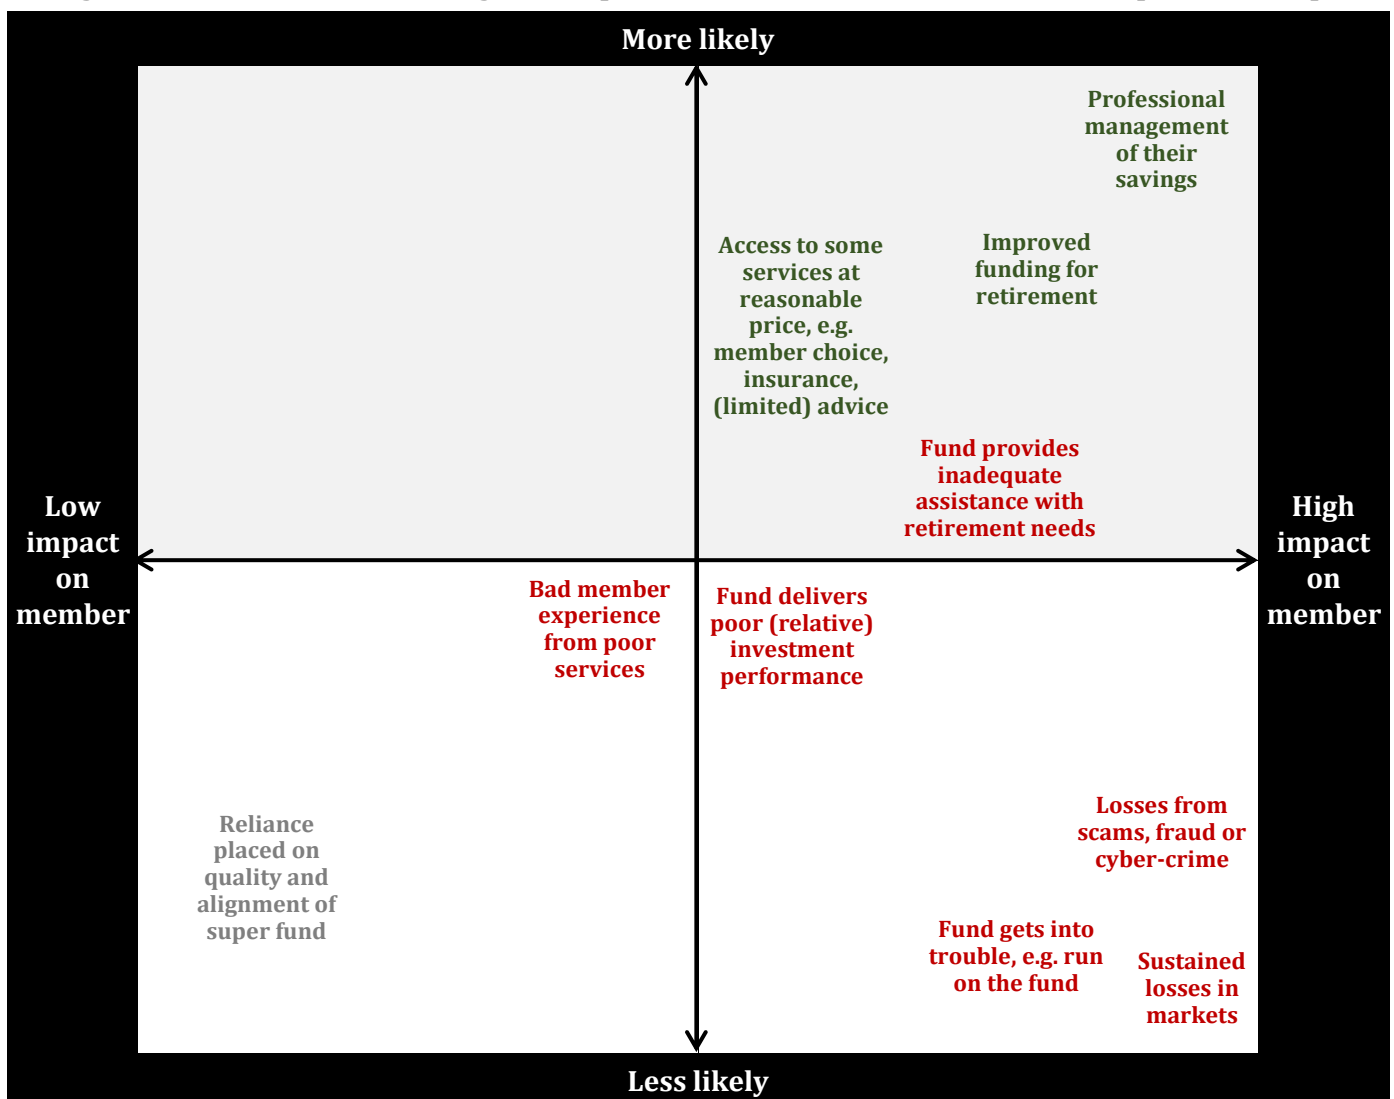 More likely
Professional
management
of their
savings
Access to some
services at
reasonable
price, e.g.
member choice,
insurance,
(limited) advice
Improved
funding for
retirement
Fund provides
inadequate
assistance with
retirement needs
Low
impact
on
member
High
impact
on
member
Bad member
experience
from poor
services
Fund delivers
poor (relative)
investment
performance
Reliance
placed on
quality and
alignment of
super fund
Losses from
scams, fraud or
cyber-crime
Fund gets into
trouble, e.g. run
on the fund
Sustained
losses in
markets
Less likely